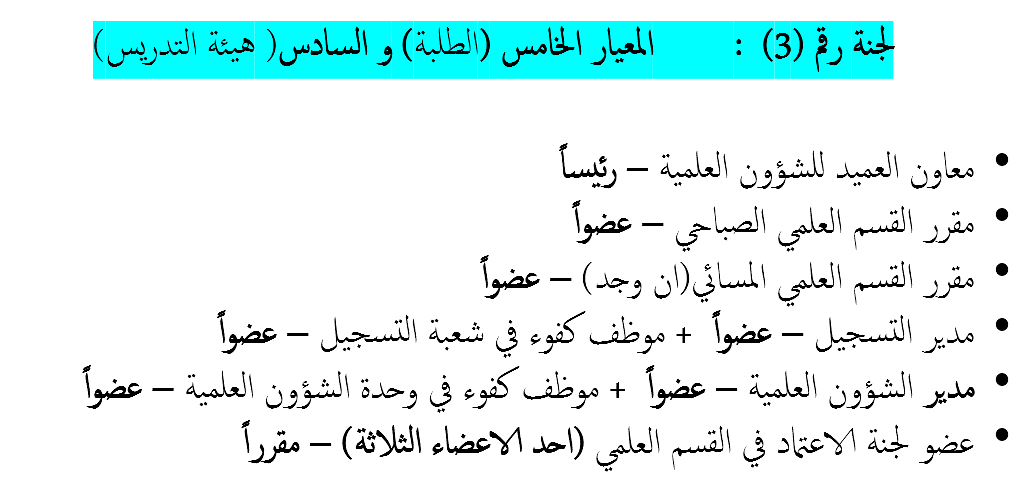 لجنة رقم (3) : المعيار الخامس (الطلبة) و السادس( هيئة التدريس)
• معاون العميد للشؤون العلمية – رئيساً
• مقرر القسم العلمي الصباحي – عضواً
• مقرر القسم العلمي المسائي(ان وجد) – عضواً
• مدير التسجيل – عضواً + موظف كفوء في شعبة التسجيل – عضواً
• مدير الشؤون العلمية – عضواً + موظف كفوء في وحدة الشؤون العلمية – عضواً
• عضو لجنة الاعتماد في القسم العلمي (احد الاعضاء الثلاثة) – مقرراً